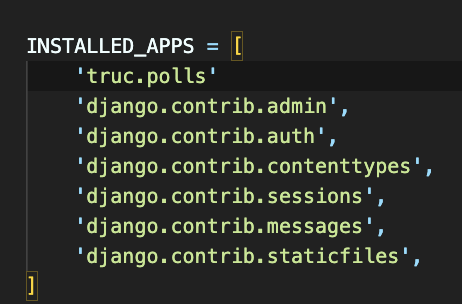 INSTALLED_APPS = [
    'truc.polls'
    'django.contrib.admin',
    'django.contrib.auth',
    'django.contrib.contenttypes',
    'django.contrib.sessions',
    'django.contrib.messages',
    'django.contrib.staticfiles',
]